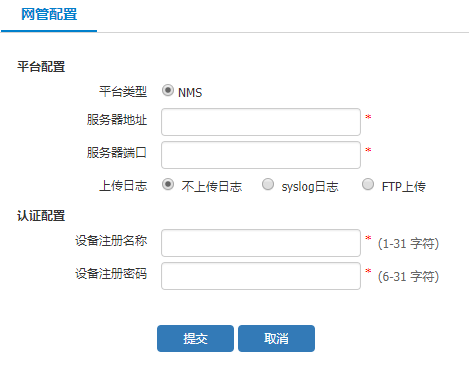 网管配置
平台配置
平台类型 NMS
服务器地址 *
服务器端口 *
上传日志 不上传日志 syslog日志 FTP上传
认证配置
设备注册名称 * (1-31 字符)
设备注册密码 * (6-31 字符)
提交 取消